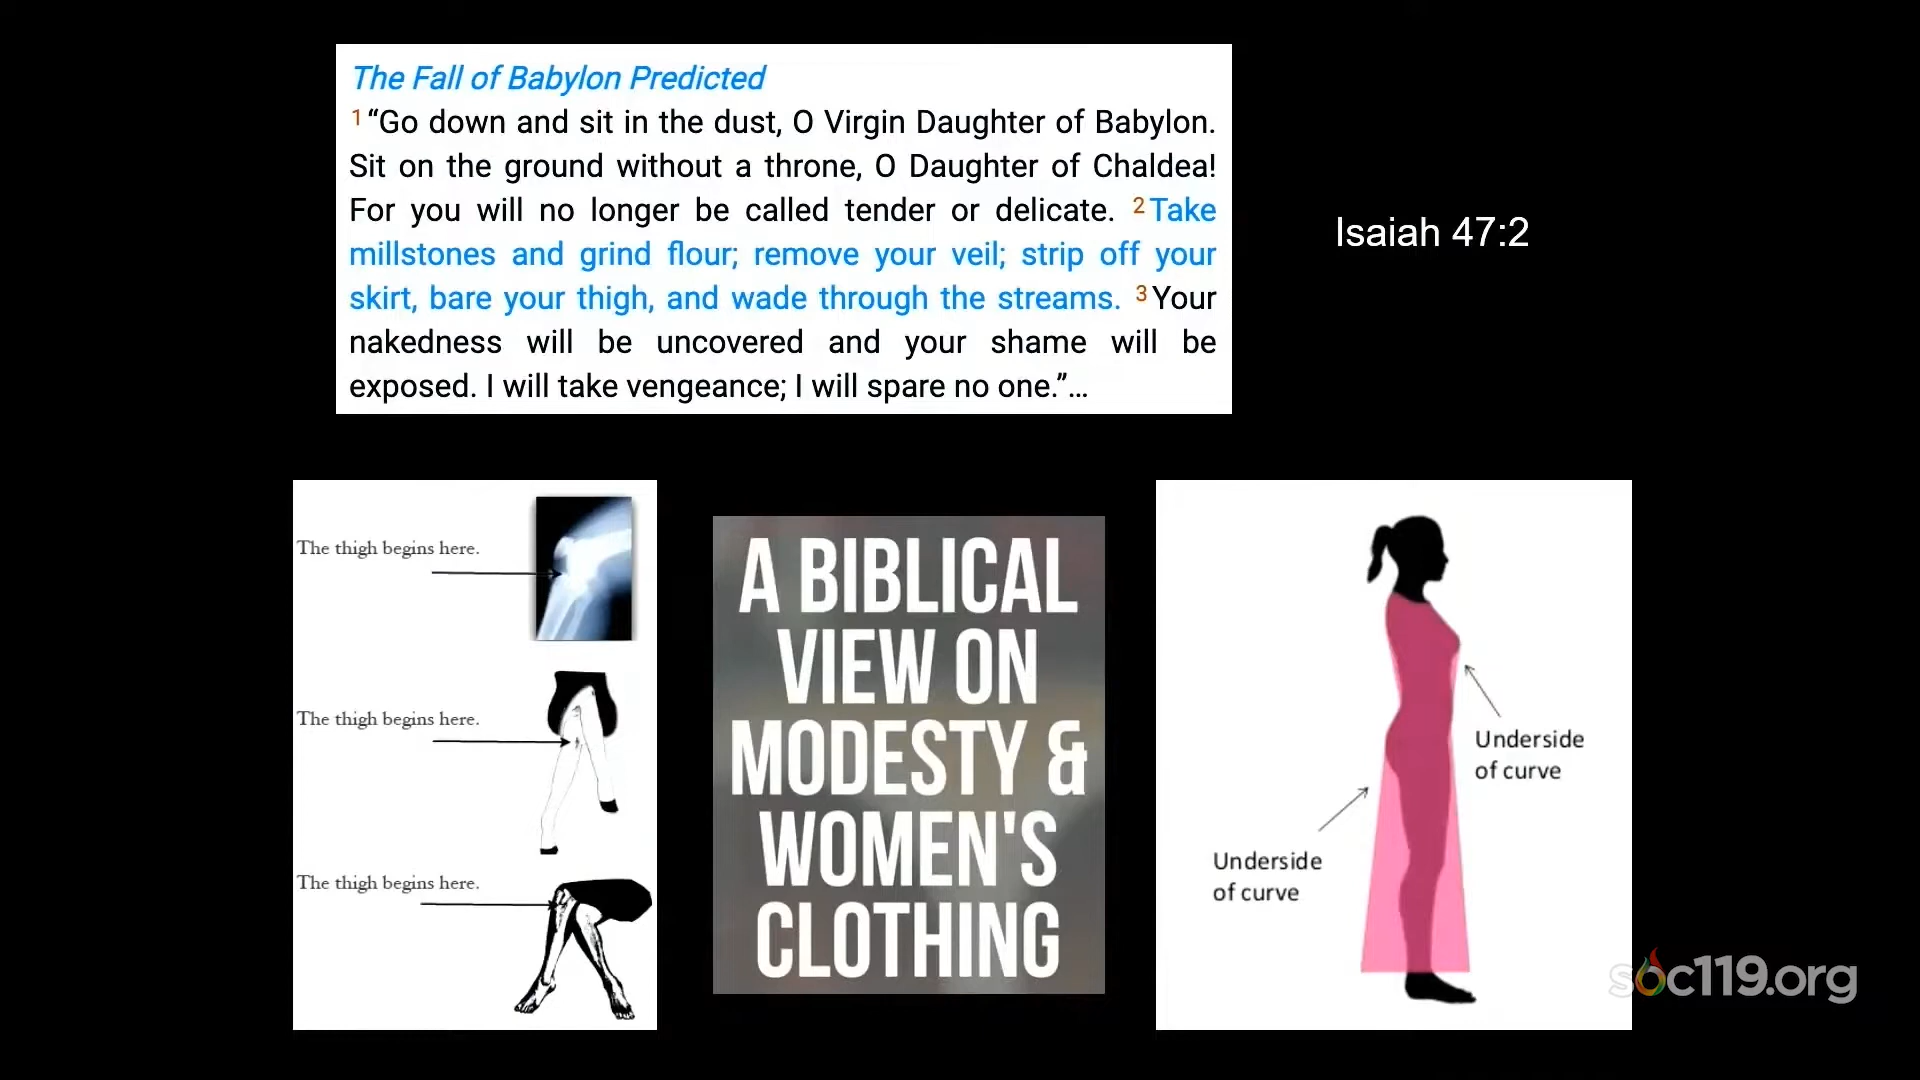 The Fall of Babylon Predicted
1 “Go down and sit in the dust, O Virgin Daughter of Babylon.
Sit on the ground without a throne, O Daughter of Chaldea!
For you will no longer be called tender or delicate. 2 Take
millstones and grind flour; remove your veil; strip off your
skirt, bare your thigh, and wade through the streams. 3 Your
nakedness will be uncovered and your shame will be
exposed. I will take vengeance; I will spare no one.”...
Isaiah 47:2
The thigh begins here.
The thigh begins here.
The thigh begins here.
A BIBLICAL
VIEW ON
MODESTY &
WOMEN'S
CLOTHING
Underside
of curve
Underside
of curve
soc119.org